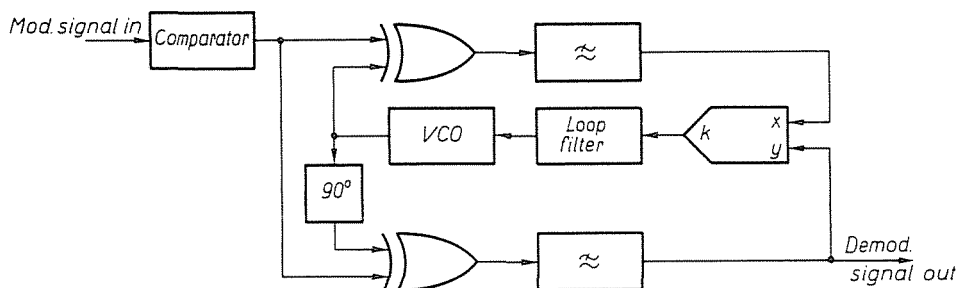 Mod. signal in
Comparator
≈
VCO
Loop
filter
k
x
y
90°
≈
Demod.
signal out